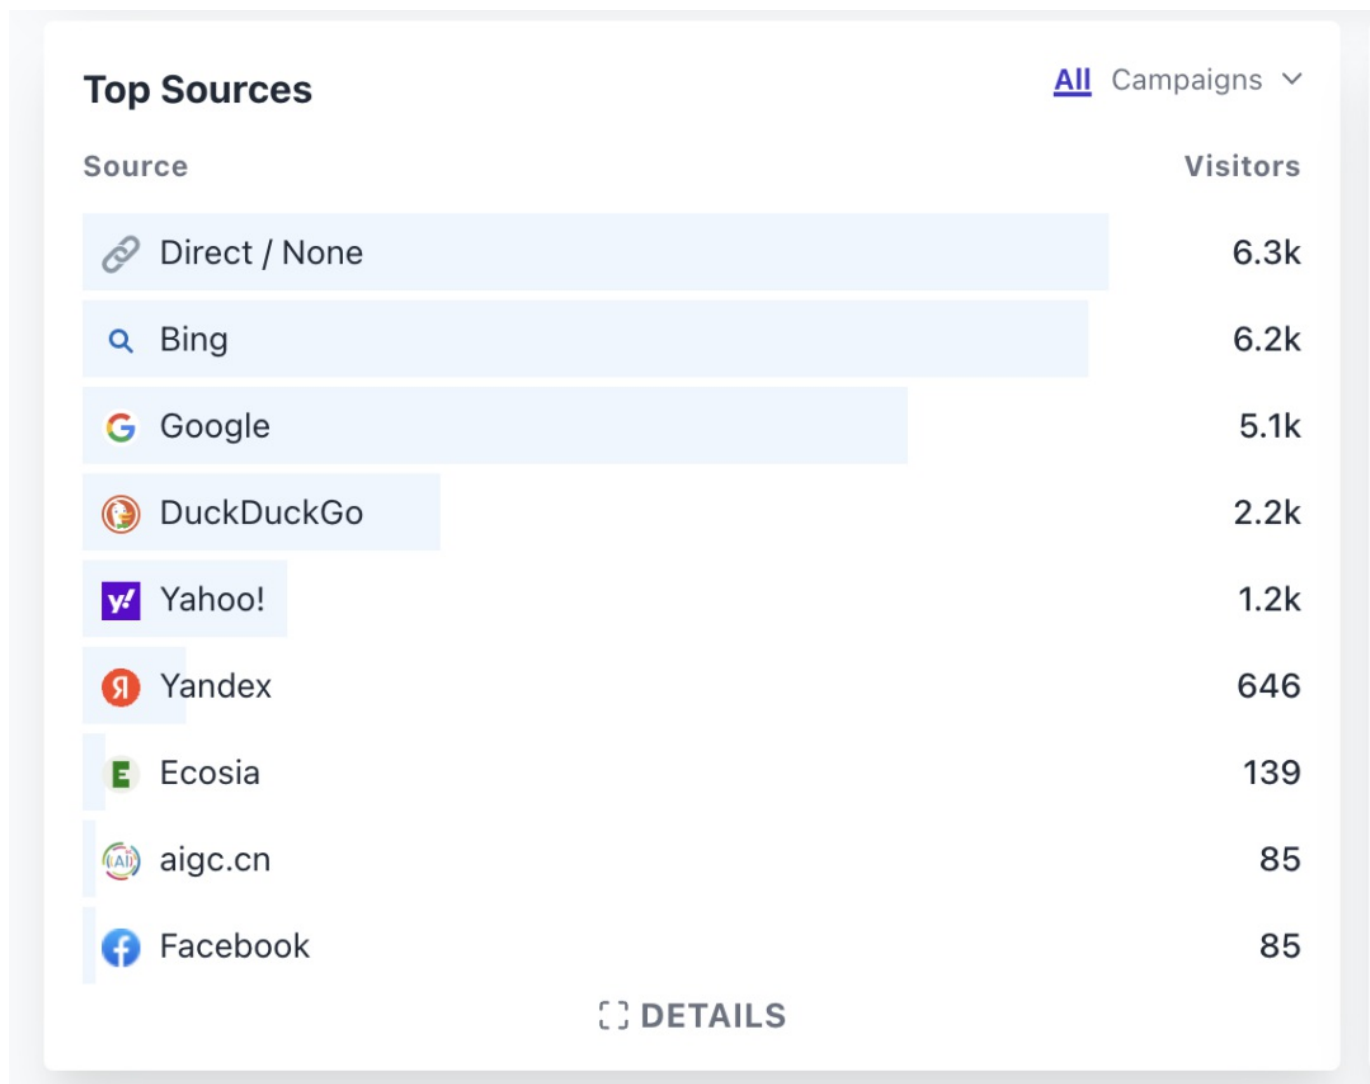 Top Sources All Campaigns
Source Visitors
Direct / None 6.3k
Bing 6.2k
Google 5.1k
DuckDuckGo 2.2k
Yahoo! 1.2k
Yandex 646
Ecosia 139
aigc.cn 85
Facebook 85
DETAILS